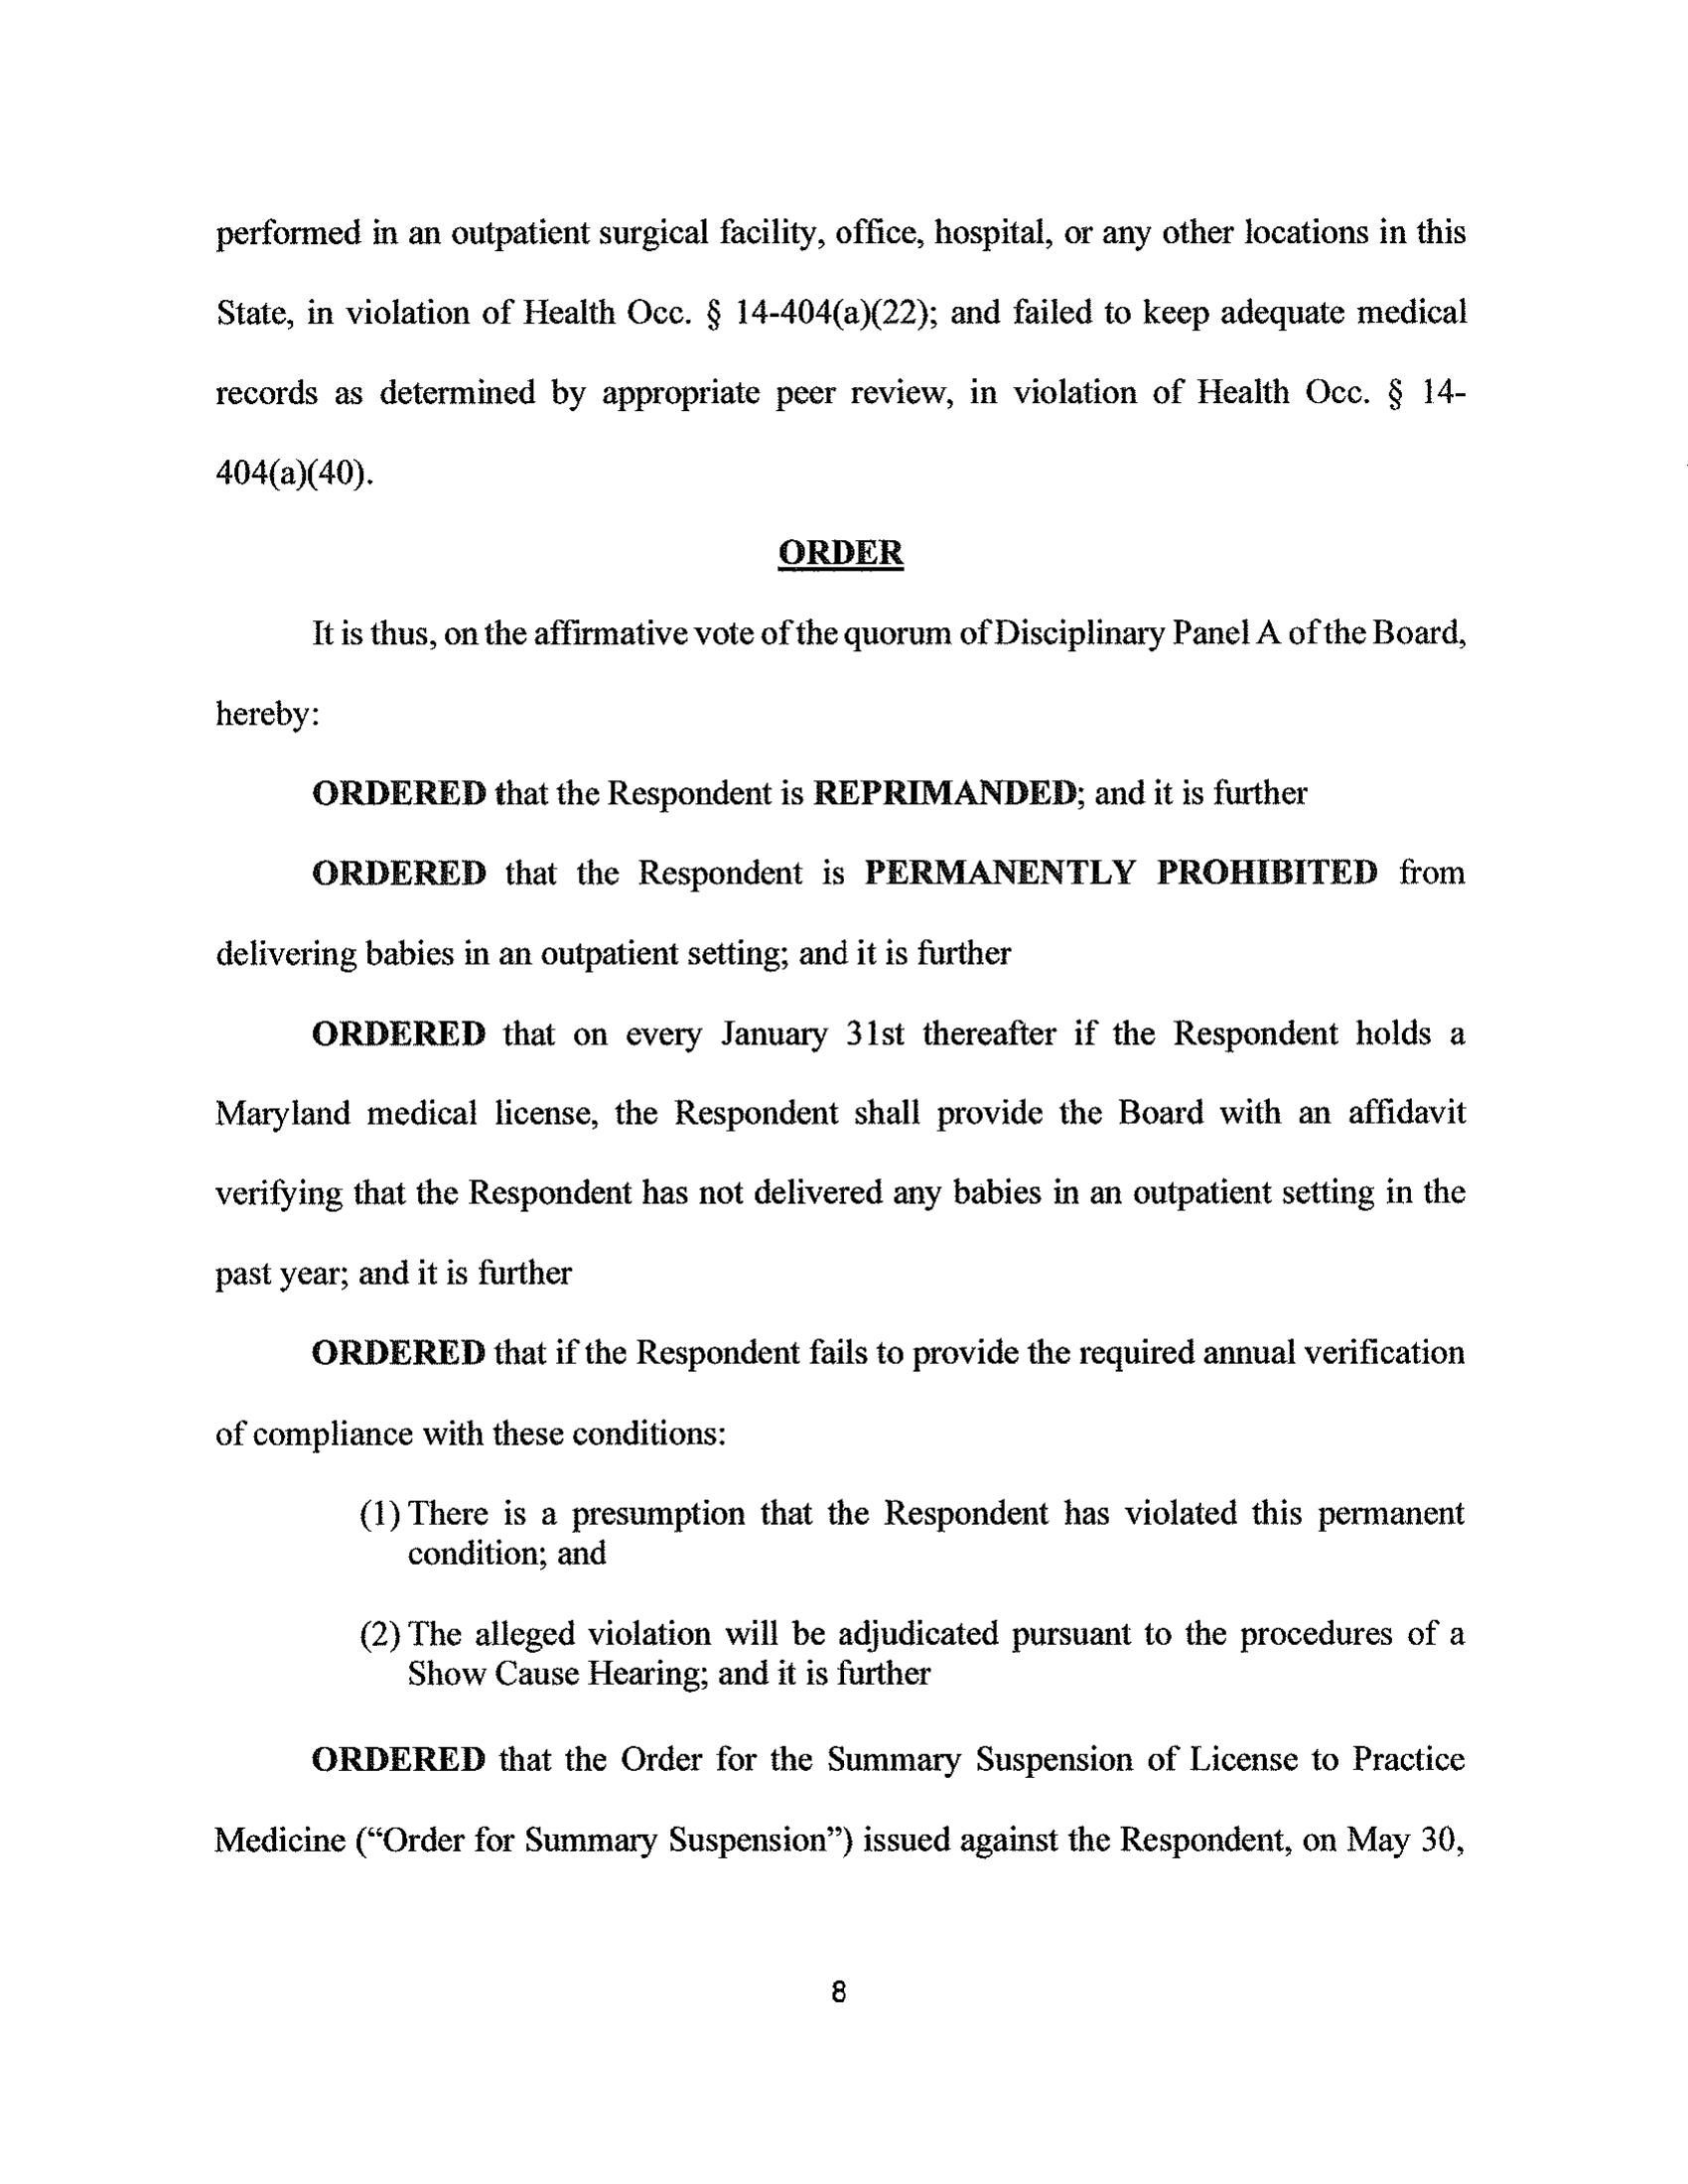 performed in an outpatient surgical facility, office, hospital, or any other locations in this
State, in violation of Health Occ. § 14-404(a)(22); and failed to keep adequate medical
records as determined by appropriate peer review, in violation of Health Occ. § 14-
404(a)(40).
ORDER
It is thus, on the affirmative vote of the quorum of Disciplinary Panel A of the Board,
hereby:
ORDERED that the Respondent is REPRIMANDED; and it is further
ORDERED that the Respondent is PERMANENTLY PROHIBITED from
delivering babies in an outpatient setting; and it is further
ORDERED that on every January 31st thereafter if the Respondent holds a
Maryland medical license, the Respondent shall provide the Board with an affidavit
verifying that the Respondent has not delivered any babies in an outpatient setting in the
past year; and it is further
ORDERED that if the Respondent fails to provide the required annual verification
of compliance with these conditions:
(1) There is a presumption that the Respondent has violated this permanent
condition; and
(2) The alleged violation will be adjudicated pursuant to the procedures of a
Show Cause Hearing; and it is further
ORDERED that the Order for the Summary Suspension of License to Practice
Medicine (“Order for Summary Suspension”) issued against the Respondent, on May 30,
8